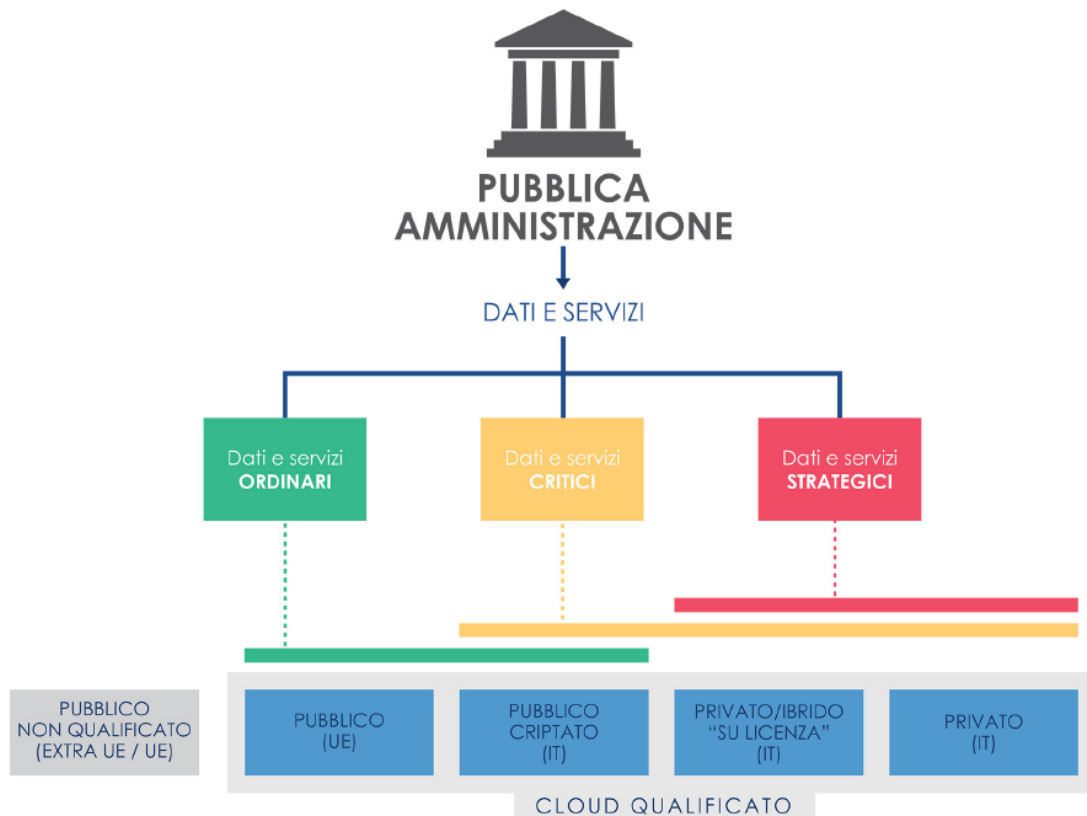 PUBBLICA
AMMINISTRAZIONE
DATI E SERVIZI
Dati e servizi
ORDINARI
Dati e servizi
CRITICI
Dati e servizi
STRATEGICI
PUBBLICO
NON QUALIFICATO
(EXTRA UE / UE)
PUBBLICO
(UE)
PUBBLICO
CRIPTATO
(IT)
PRIVATO/IBRIDO
“SU LICENZA”
(IT)
PRIVATO
(IT)
CLOUD QUALIFICATO